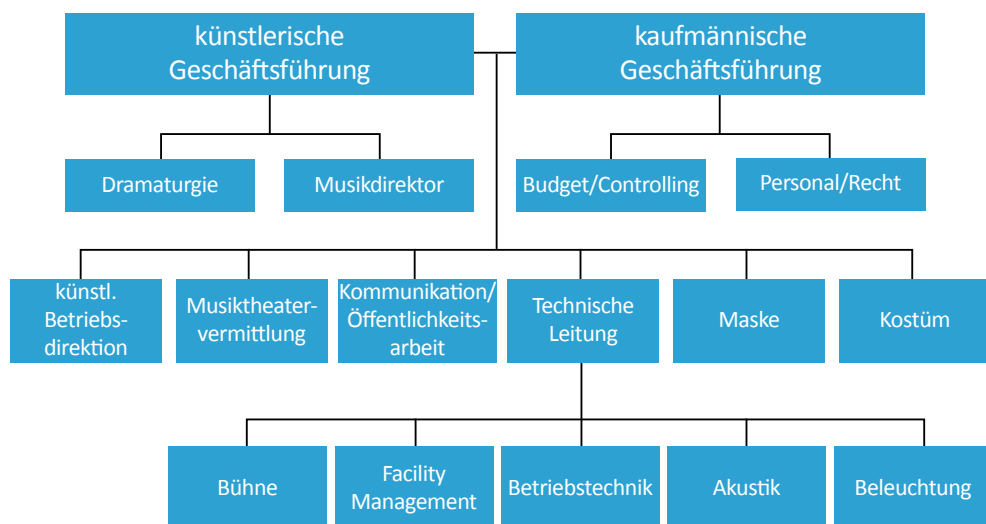 künstlerische
Geschäftsführung
kaufmännische
Geschäftsführung
Dramaturgie
Musikdirektor
Budget/Controlling
Personal/Recht
künstl.
Betriebs-
direktion
Musiktheater-
vermittlung
Kommunikation/
Öffentlichkeits-
arbeit
Technische
Leitung
Maske
Kostüm
Bühne
Facility
Management
Betriebstechnik
Akustik
Beleuchtung